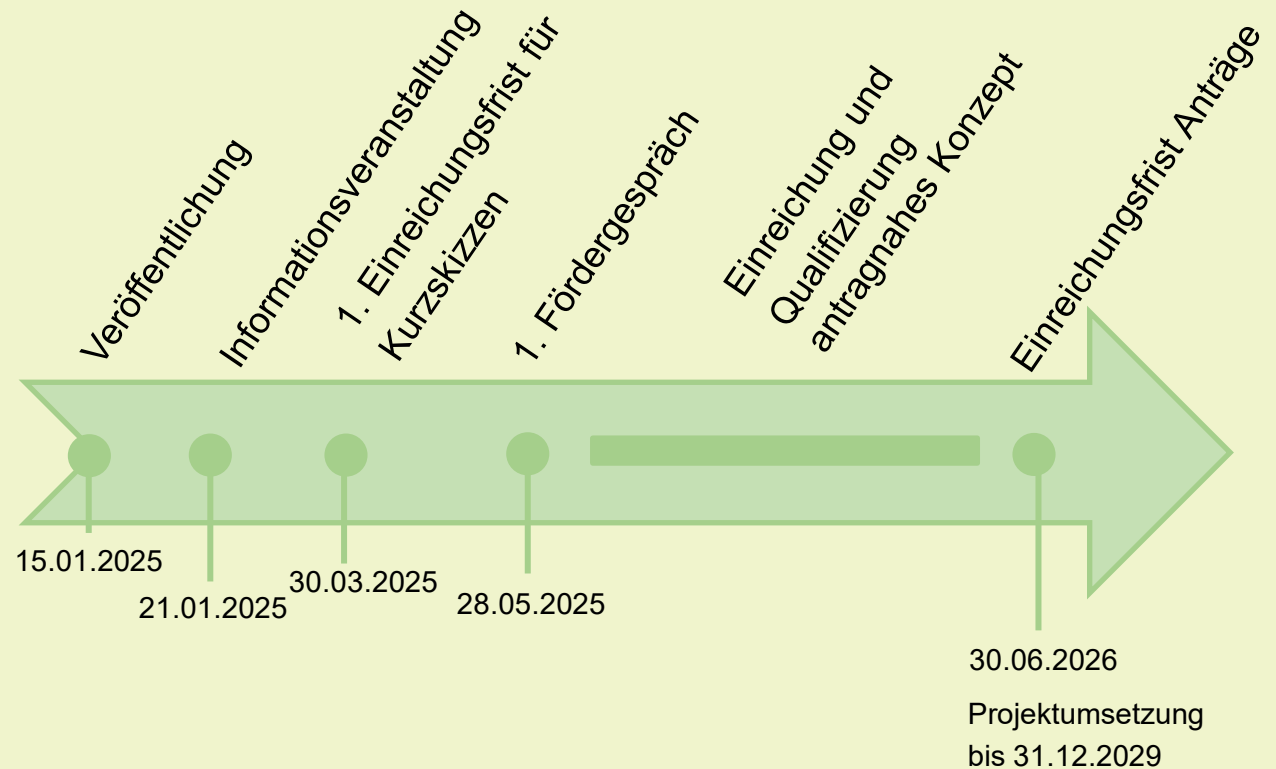 Veröffentlichung
Informationsveranstaltung
1. Einreichungsfrist für
Kurzskizzen
1. Fördergespräch
Einreichung und
Qualifizierung
antragnahes Konzept
Einreichungsfrist Anträge
15.01.2025
21.01.2025
30.03.2025
28.05.2025
30.06.2026
Projektumsetzung
bis 31.12.2029